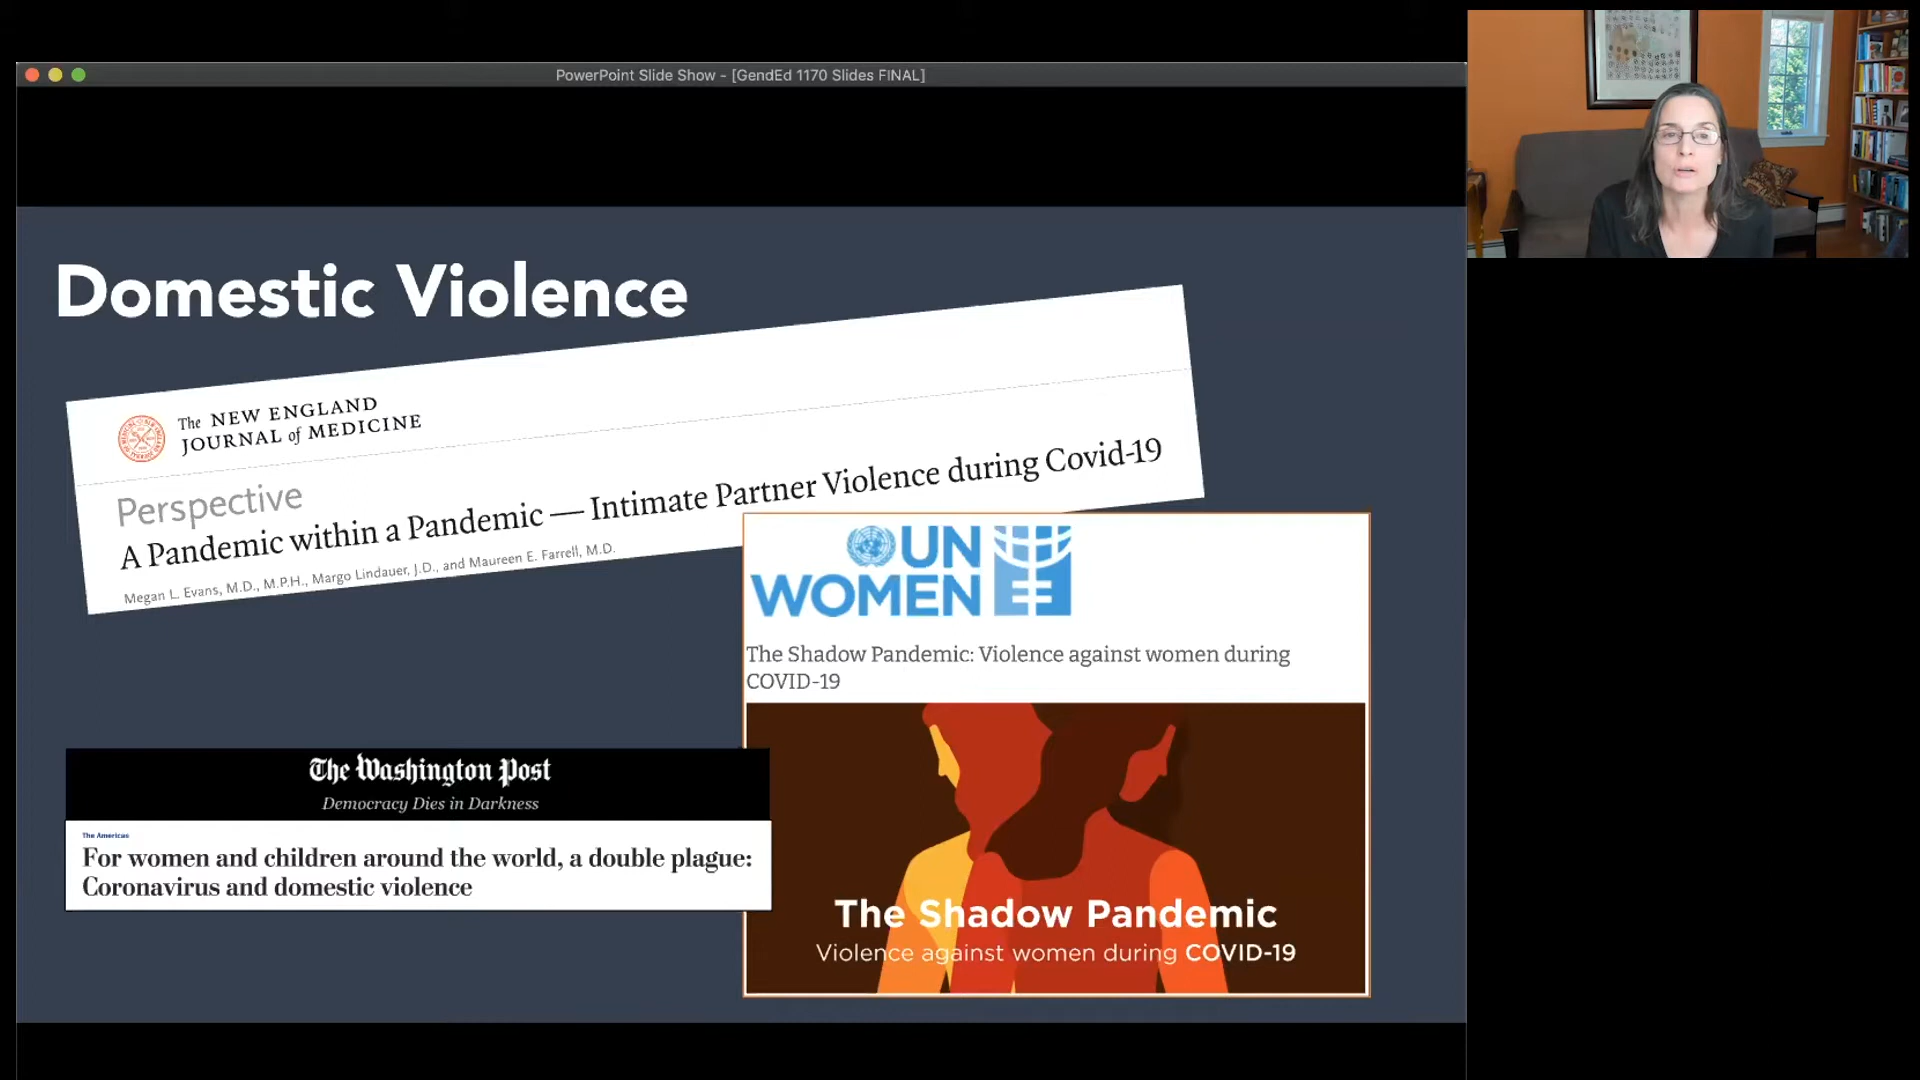 PowerPoint Slide Show - [GendEd 1170 Slides FINAL]
Domestic Violence
The NEW ENGLAND
JOURNAL of MEDICINE
Perspective
A Pandemic within a Pandemic — Intimate Partner Violence during Covid-19
Megan L. Evans, M.D., M.P.H., Margo Lindauer, J.D., and Maureen E. Farrell, M.D.
UN
WOMEN
The Shadow Pandemic: Violence against women during
COVID-19
The Washington Post
Democracy Dies in Darkness
The Americas
For women and children around the world, a double plague:
Coronavirus and domestic violence
The Shadow Pandemic
Violence against women during COVID-19